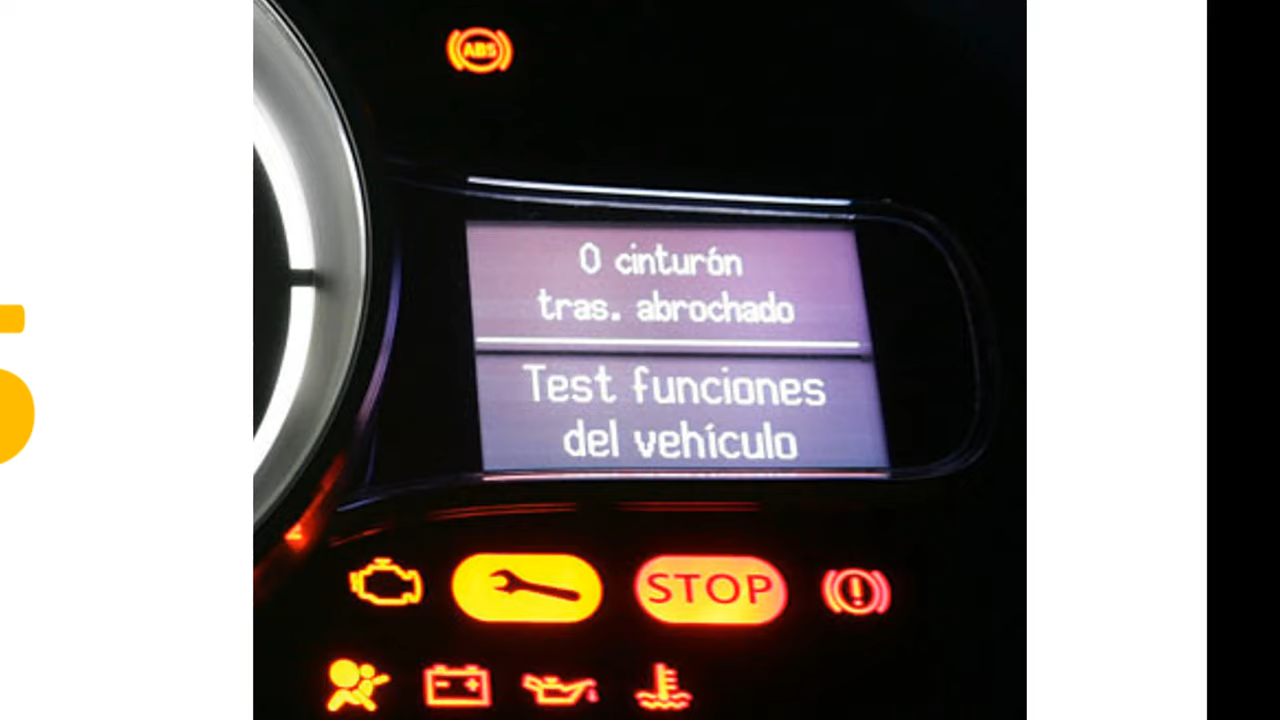 ABS
0 cinturón
tras. abrochado
Test funciones
del vehículo
STOP